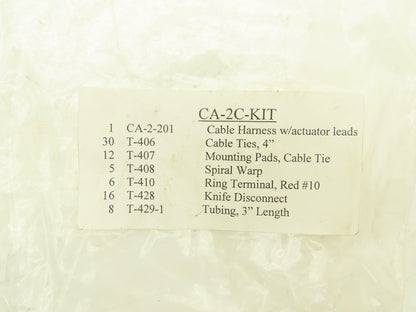 CA-2C-KIT
1 CA-2-201 Cable Harness w/actuator leads
30 T-406 Cable Ties, 4”
12 T-407 Mounting Pads, Cable Tie
5 T-408 Spiral Warp
6 T-410 Ring Terminal, Red #10
16 T-428 Knife Disconnect
8 T-429-1 Tubing, 3” Length